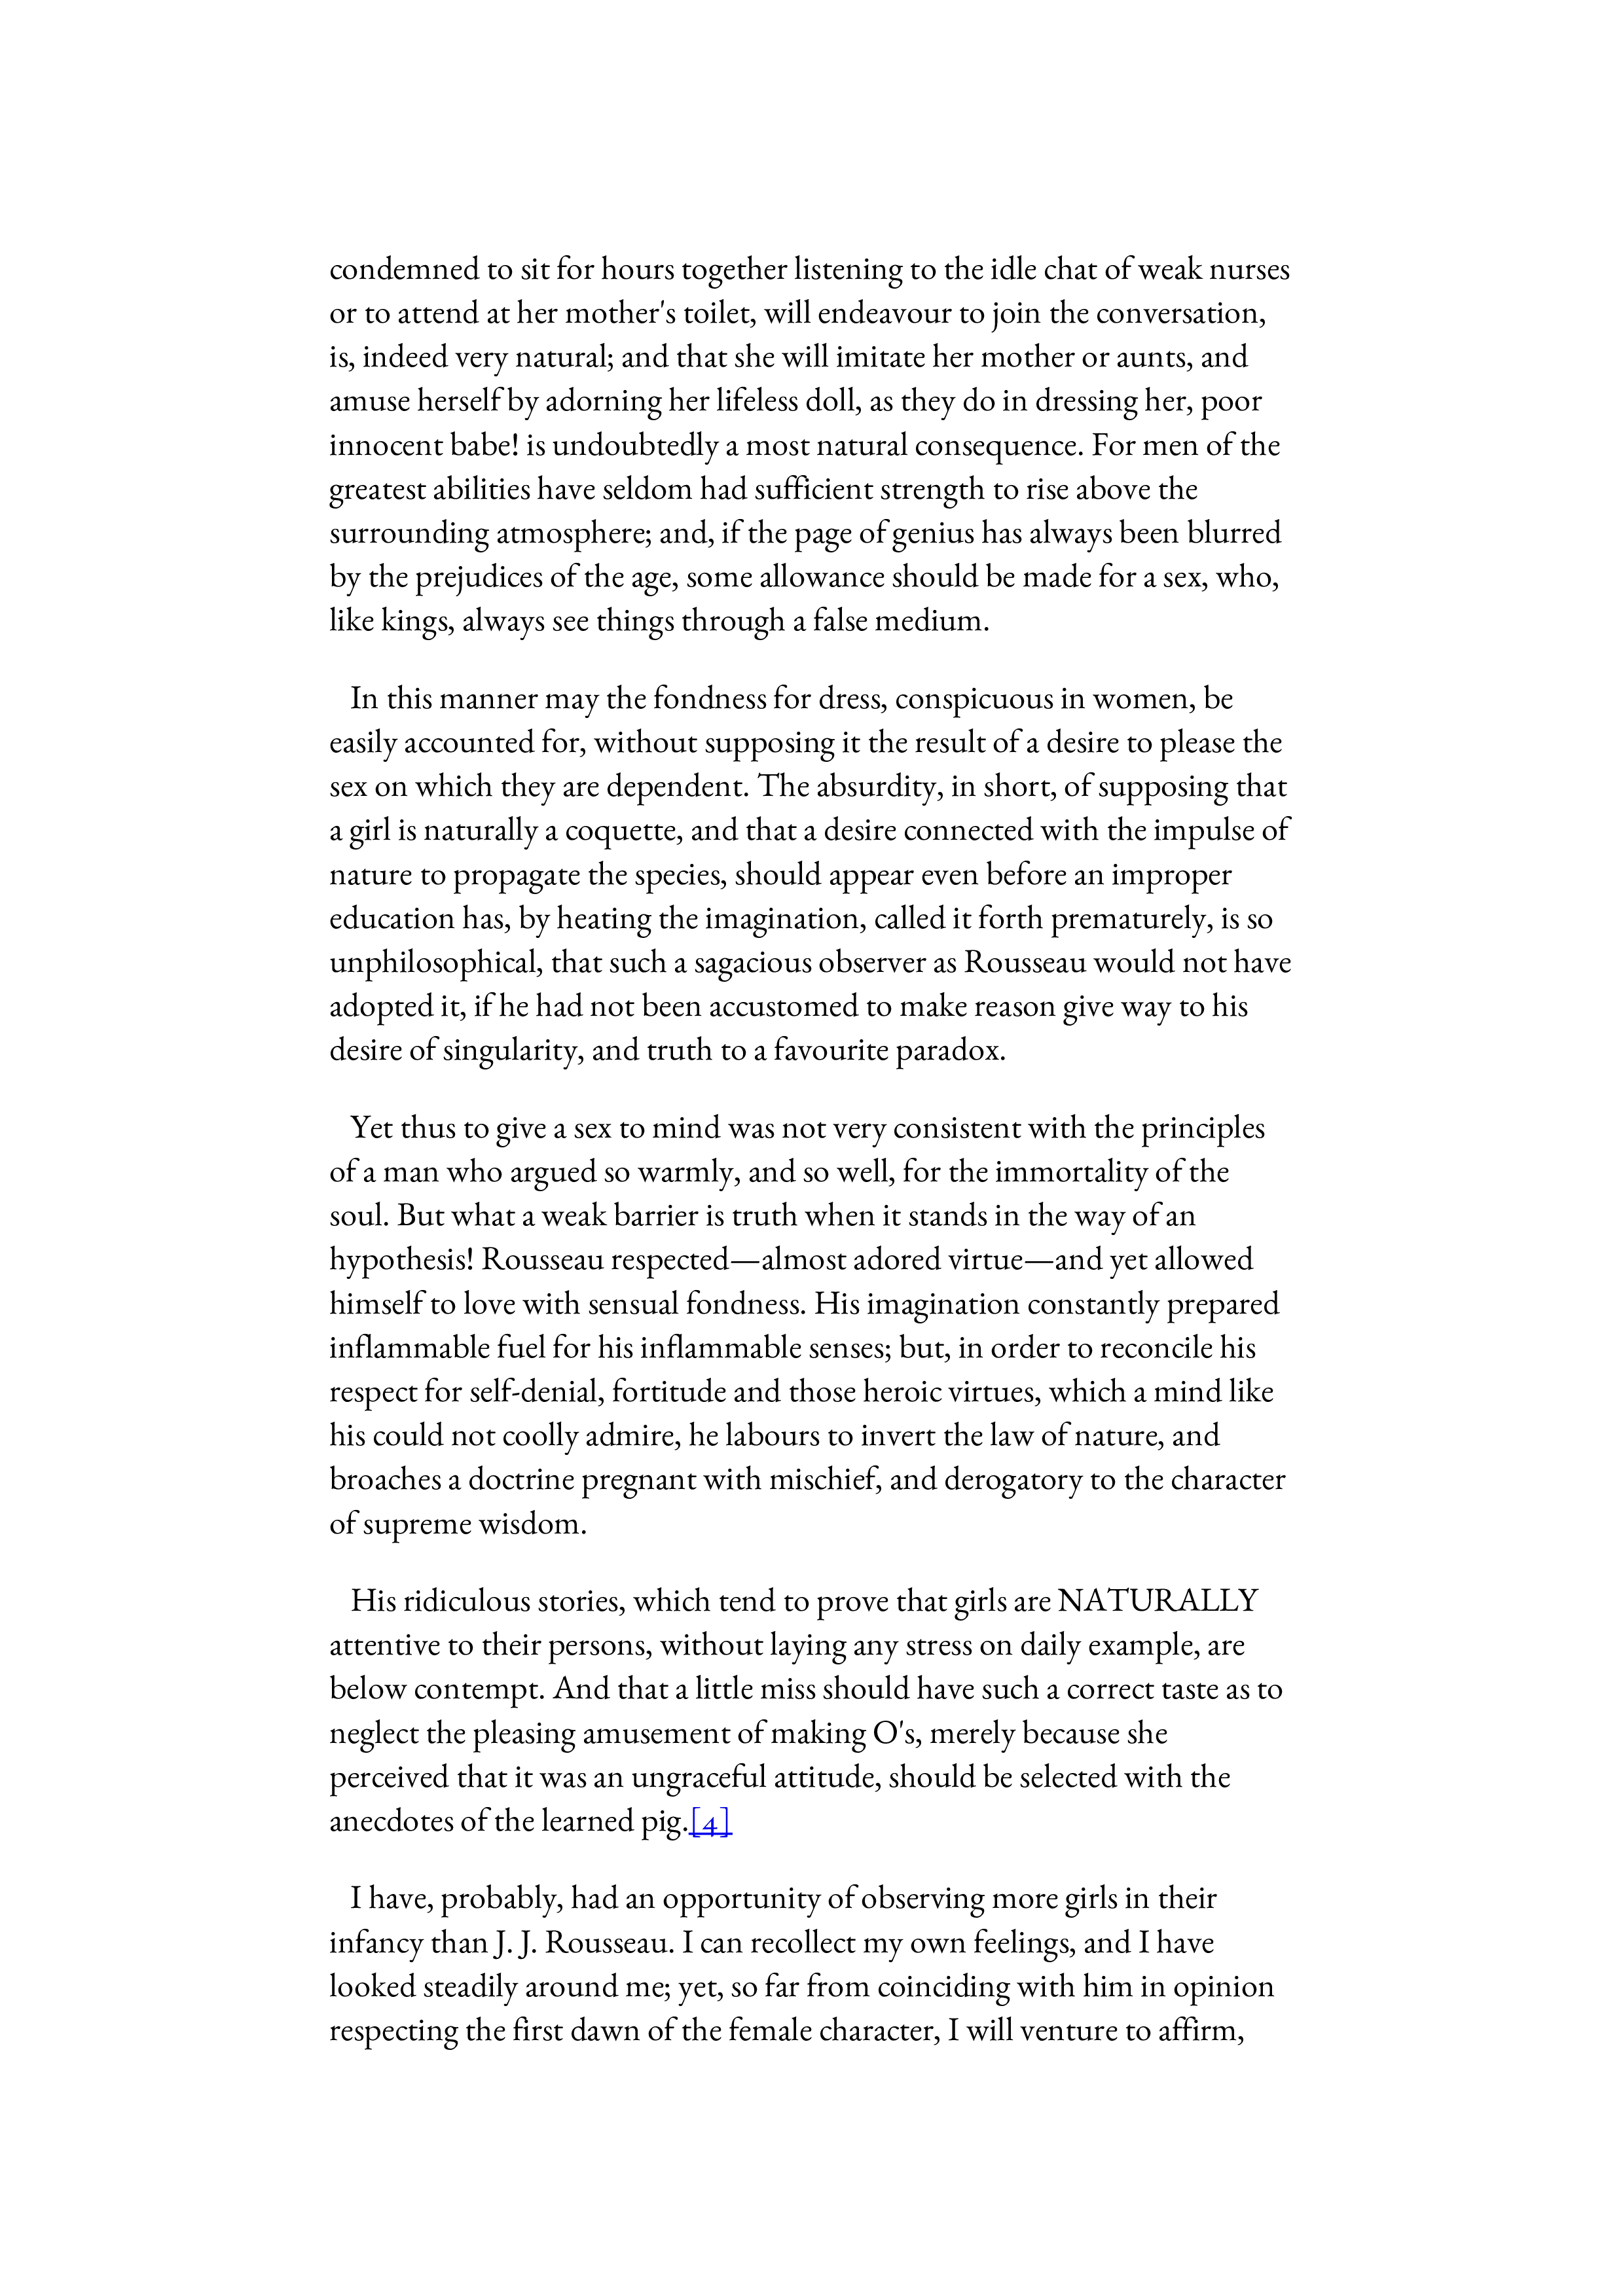 condemned to sit for hours together listening to the idle chat of weak nurses
or to attend at her mother's toilet, will endeavour to join the conversation,
is, indeed very natural; and that she will imitate her mother or aunts, and
amuse herself by adorning her lifeless doll, as they do in dressing her, poor
innocent babe! is undoubtedly a most natural consequence. For men of the
greatest abilities have seldom had sufficient strength to rise above the
surrounding atmosphere; and, if the page of genius has always been blurred
by the prejudices of the age, some allowance should be made for a sex, who,
like kings, always see things through a false medium.
In this manner may the fondness for dress, conspicuous in women, be
easily accounted for, without supposing it the result of a desire to please the
sex on which they are dependent. The absurdity, in short, of supposing that
a girl is naturally a coquette, and that a desire connected with the impulse of
nature to propagate the species, should appear even before an improper
education has, by heating the imagination, called it forth prematurely, is so
unphilosophical, that such a sagacious observer as Rousseau would not have
adopted it, if he had not been accustomed to make reason give way to his
desire of singularity, and truth to a favourite paradox.
Yet thus to give a sex to mind was not very consistent with the principles
of a man who argued so warmly, and so well, for the immortality of the
soul. But what a weak barrier is truth when it stands in the way of an
hypothesis! Rousseau respected—almost adored virtue—and yet allowed
himself to love with sensual fondness. His imagination constantly prepared
inflammable fuel for his inflammable senses; but, in order to reconcile his
respect for self-denial, fortitude and those heroic virtues, which a mind like
his could not coolly admire, he labours to invert the law of nature, and
broaches a doctrine pregnant with mischief, and derogatory to the character
of supreme wisdom.
His ridiculous stories, which tend to prove that girls are NATURALLY
attentive to their persons, without laying any stress on daily example, are
below contempt. And that a little miss should have such a correct taste as to
neglect the pleasing amusement of making O's, merely because she
perceived that it was an ungraceful attitude, should be selected with the
anecdotes of the learned pig.[4]
I have, probably, had an opportunity of observing more girls in their
infancy than J. J. Rousseau. I can recollect my own feelings, and I have
looked steadily around me; yet, so far from coinciding with him in opinion
respecting the first dawn of the female character, I will venture to affirm,